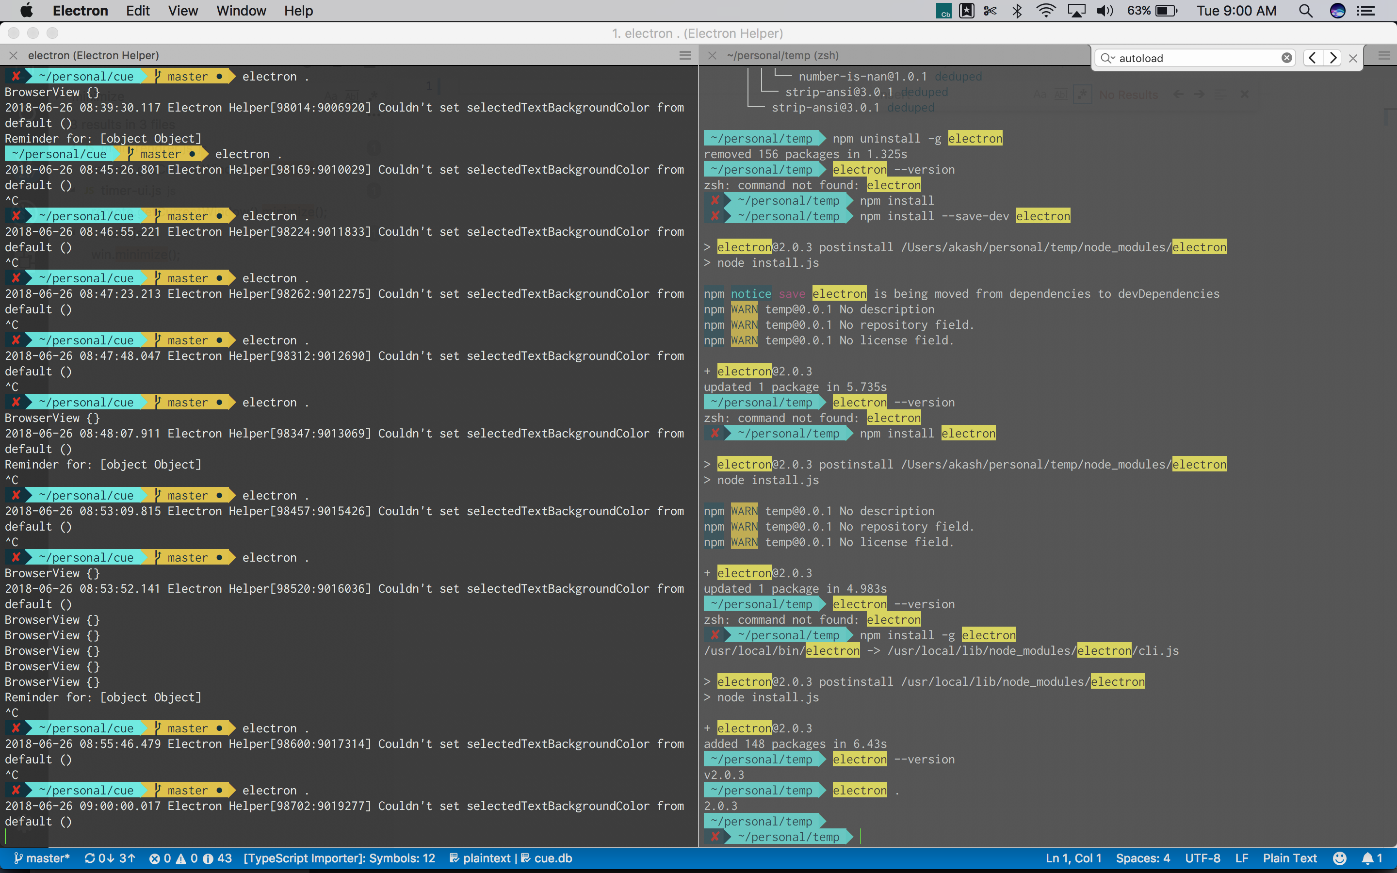 Electron Edit View Window Help
63% Tue 9:00 AM
1. electron . (Electron Helper)
electron (Electron Helper)
✘ ~/personal/cue master ● electron .
BrowserView {}
2018-06-26 08:39:30.117 Electron Helper[98014:9006920] Couldn't set selectedTextBackgroundColor from
default ()
Reminder for: [object Object]
~/personal/cue master ● electron .
2018-06-26 08:45:26.801 Electron Helper[98169:9010029] Couldn't set selectedTextBackgroundColor from
default ()
^C
✘ ~/personal/cue master ● electron .
2018-06-26 08:46:55.221 Electron Helper[98224:9011833] Couldn't set selectedTextBackgroundColor from
default ()
^C
✘ ~/personal/cue master ● electron .
2018-06-26 08:47:23.213 Electron Helper[98262:9012275] Couldn't set selectedTextBackgroundColor from
default ()
^C
✘ ~/personal/cue master ● electron .
2018-06-26 08:47:48.047 Electron Helper[98312:9012690] Couldn't set selectedTextBackgroundColor from
default ()
^C
✘ ~/personal/cue master ● electron .
BrowserView {}
2018-06-26 08:48:07.911 Electron Helper[98347:9013069] Couldn't set selectedTextBackgroundColor from
default ()
Reminder for: [object Object]
^C
✘ ~/personal/cue master ● electron .
2018-06-26 08:53:09.815 Electron Helper[98457:9015426] Couldn't set selectedTextBackgroundColor from
default ()
^C
✘ ~/personal/cue master ● electron .
BrowserView {}
2018-06-26 08:53:52.141 Electron Helper[98520:9016036] Couldn't set selectedTextBackgroundColor from
default ()
BrowserView {}
BrowserView {}
BrowserView {}
BrowserView {}
BrowserView {}
Reminder for: [object Object]
^C
✘ ~/personal/cue master ● electron .
2018-06-26 08:55:46.479 Electron Helper[98600:9017314] Couldn't set selectedTextBackgroundColor from
default ()
^C
✘ ~/personal/cue master ● electron .
2018-06-26 09:00:00.017 Electron Helper[98702:9019277] Couldn't set selectedTextBackgroundColor from
default ()
~/personal/temp (zsh)
autoload
No Results
number-is-nan@1.0.1 deduped
strip-ansi@3.0.1 deduped
strip-ansi@3.0.1 deduped
~/personal/temp npm uninstall -g electron
removed 156 packages in 1.325s
~/personal/temp electron --version
zsh: command not found: electron
✘ ~/personal/temp npm install
✘ ~/personal/temp npm install --save-dev electron
> electron@2.0.3 postinstall /Users/akash/personal/temp/node_modules/electron
> node install.js
npm notice save electron is being moved from dependencies to devDependencies
npm WARN temp@0.0.1 No description
npm WARN temp@0.0.1 No repository field.
npm WARN temp@0.0.1 No license field.
+ electron@2.0.3
updated 1 package in 5.735s
~/personal/temp electron --version
zsh: command not found: electron
✘ ~/personal/temp npm install electron
> electron@2.0.3 postinstall /Users/akash/personal/temp/node_modules/electron
> node install.js
npm WARN temp@0.0.1 No description
npm WARN temp@0.0.1 No repository field.
npm WARN temp@0.0.1 No license field.
+ electron@2.0.3
updated 1 package in 4.983s
~/personal/temp electron --version
zsh: command not found: electron
✘ ~/personal/temp npm install -g electron
/usr/local/bin/electron -> /usr/local/lib/node_modules/electron/cli.js
> electron@2.0.3 postinstall /usr/local/lib/node_modules/electron
> node install.js
+ electron@2.0.3
added 148 packages in 6.43s
~/personal/temp electron --version
v2.0.3
~/personal/temp electron .
2.0.3
~/personal/temp
✘ ~/personal/temp
master* 0↓ 3↑ 0 0 43 [TypeScript Importer]: Symbols: 12 plaintext | cue.db Ln 1, Col 1 Spaces: 4 UTF-8 LF Plain Text 1